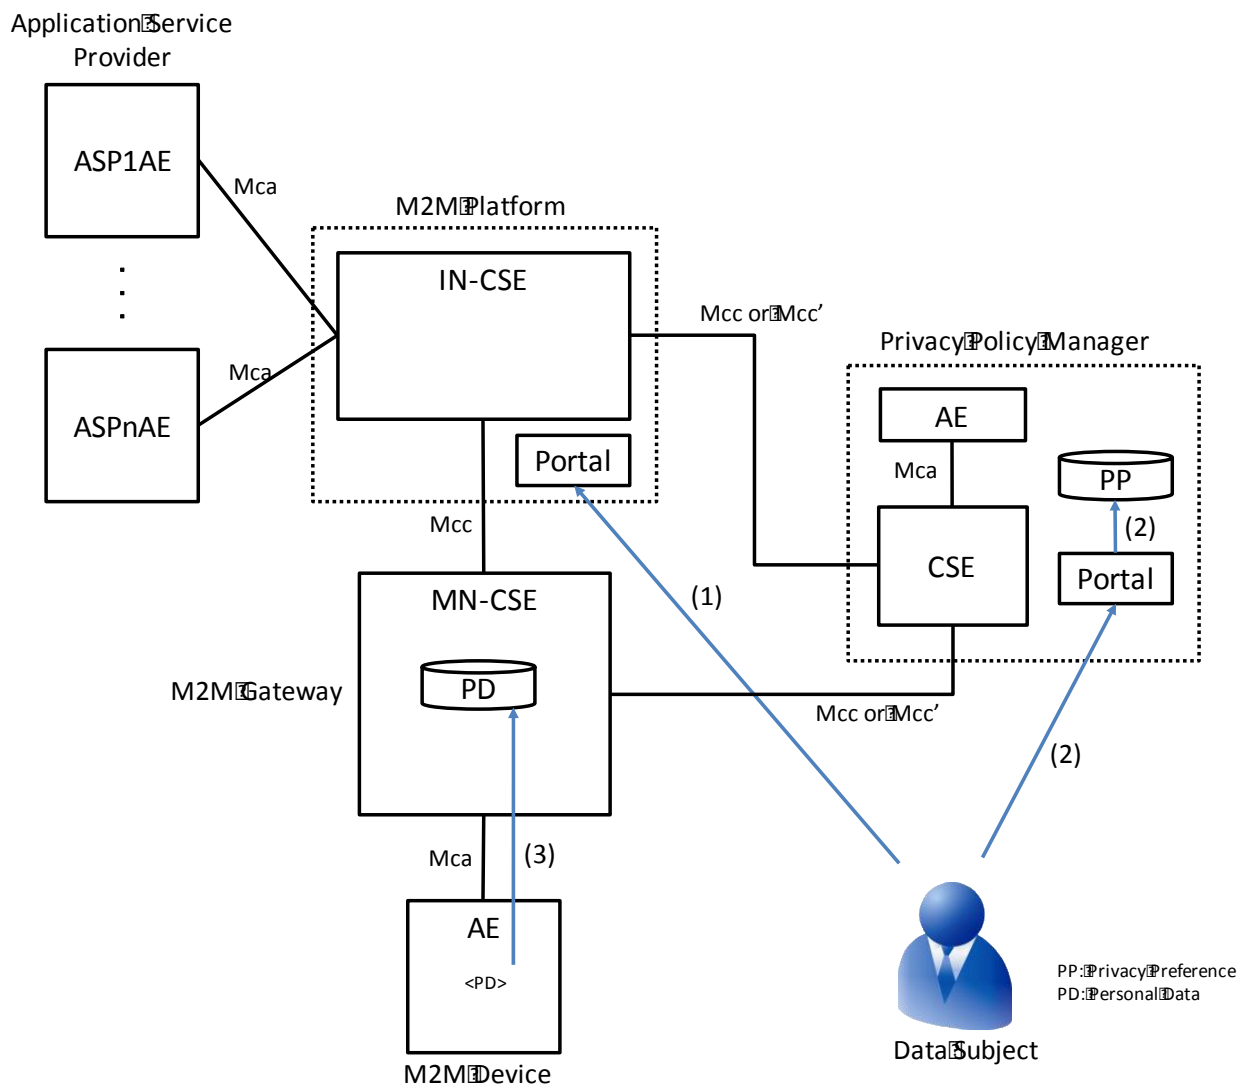 Application Service
Provider
ASP1AE
Mca
M2M Platform
IN-CSE
Mcc or Mcc’
Privacy Policy Manager
Mca
ASPnAE
AE
Portal
Mca
PP
Mcc
(2)
CSE
Portal
MN-CSE
(1)
M2M Gateway
PD
Mcc or Mcc’
(2)
Mca
(3)
AE
<PD>
PP: Privacy Preference
PD: Personal Data
Data Subject
M2M Device